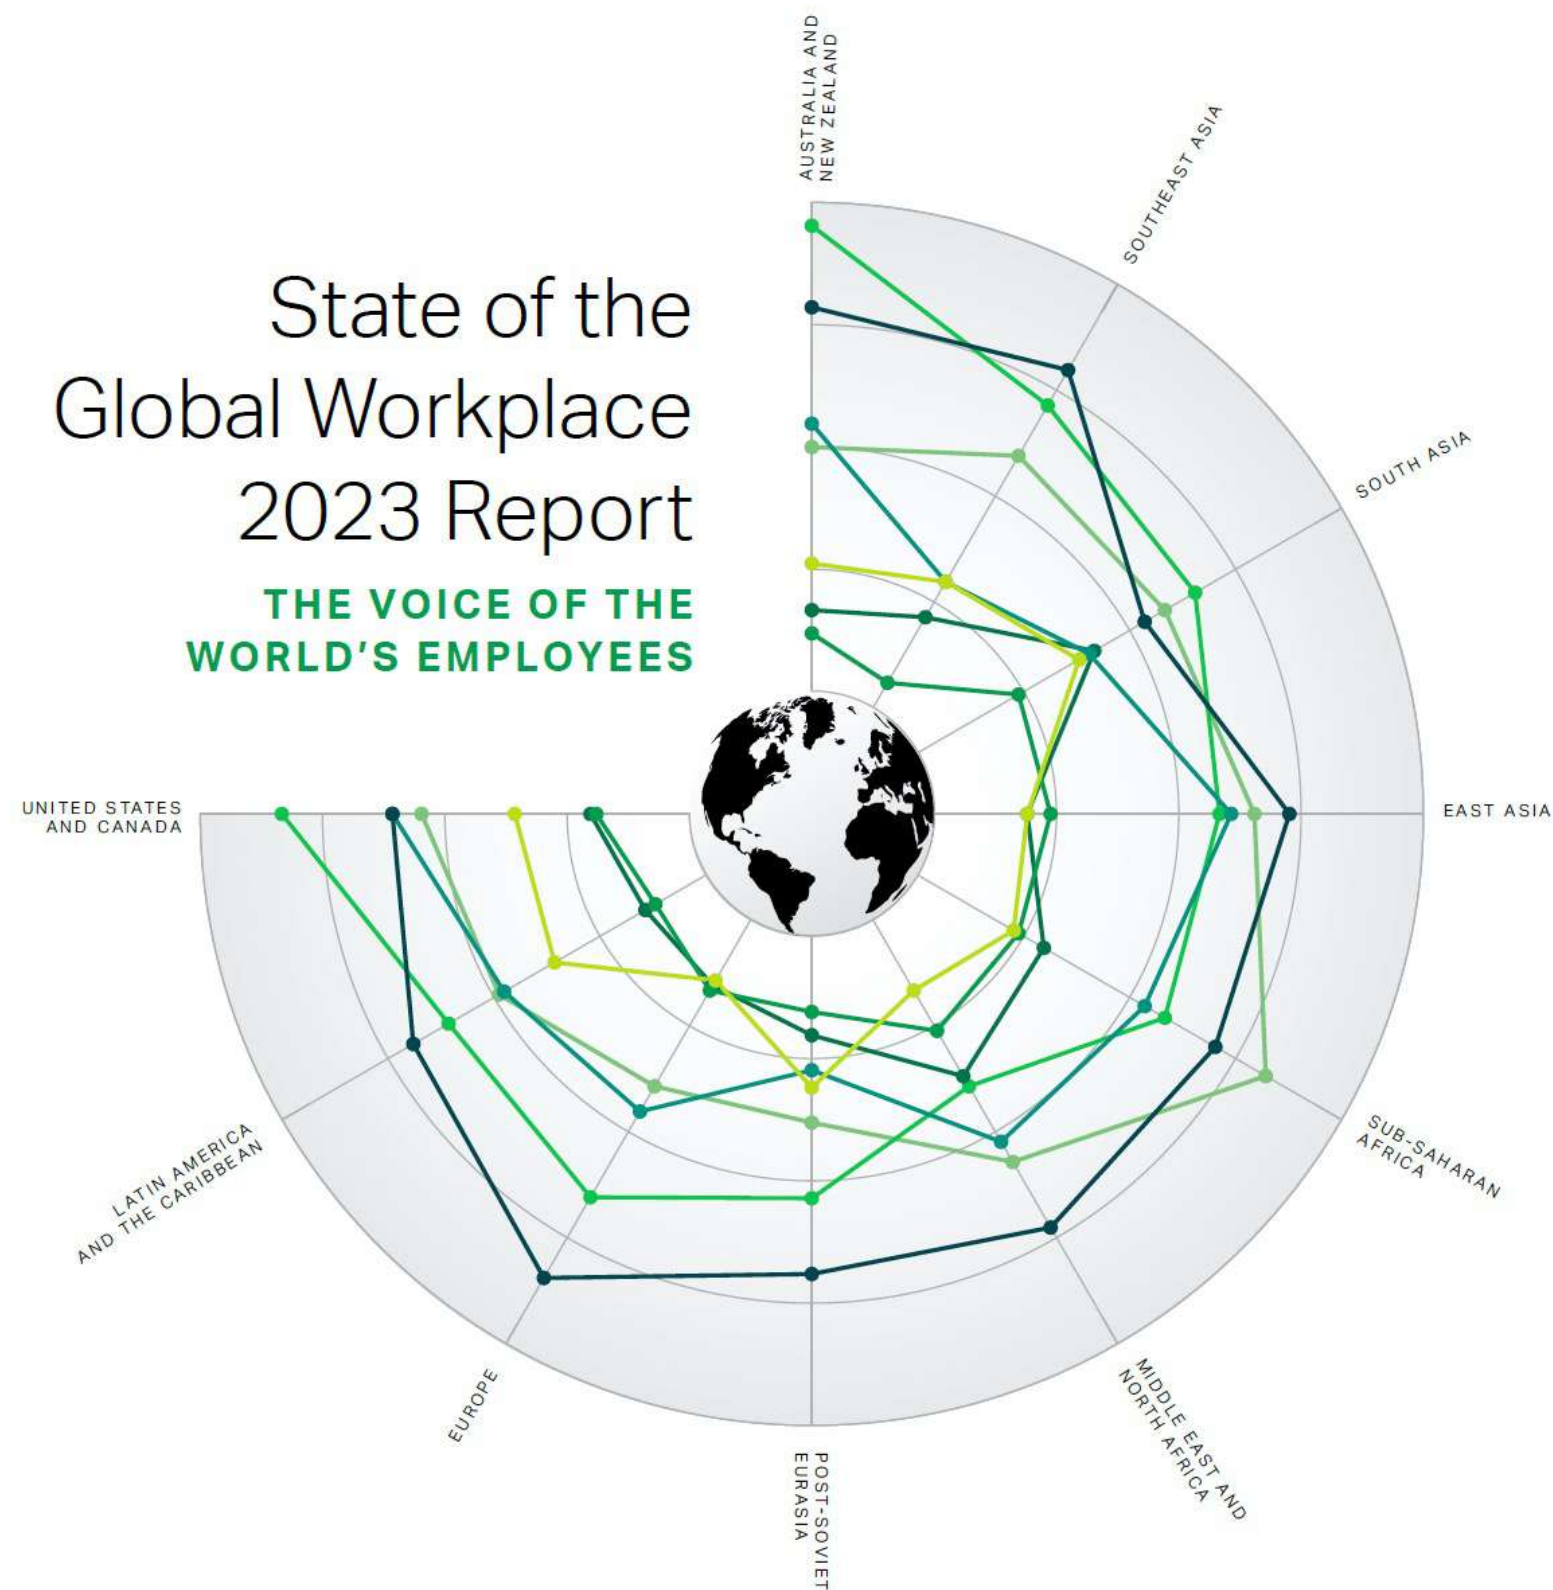 State of the
Global Workplace
2023 Report
THE VOICE OF THE
WORLD'S EMPLOYEES
AUSTRALIA AND
NEW ZEALAND
SOUTHEAST ASIA
SOUTH ASIA
EAST ASIA
SUB-SAHARAN
AFRICA
MIDDLE EAST AND
NORTH AFRICA
POST-SOVIET
EURASIA
EUROPE
LATIN AMERICA
AND THE CARIBBEAN
UNITED STATES
AND CANADA